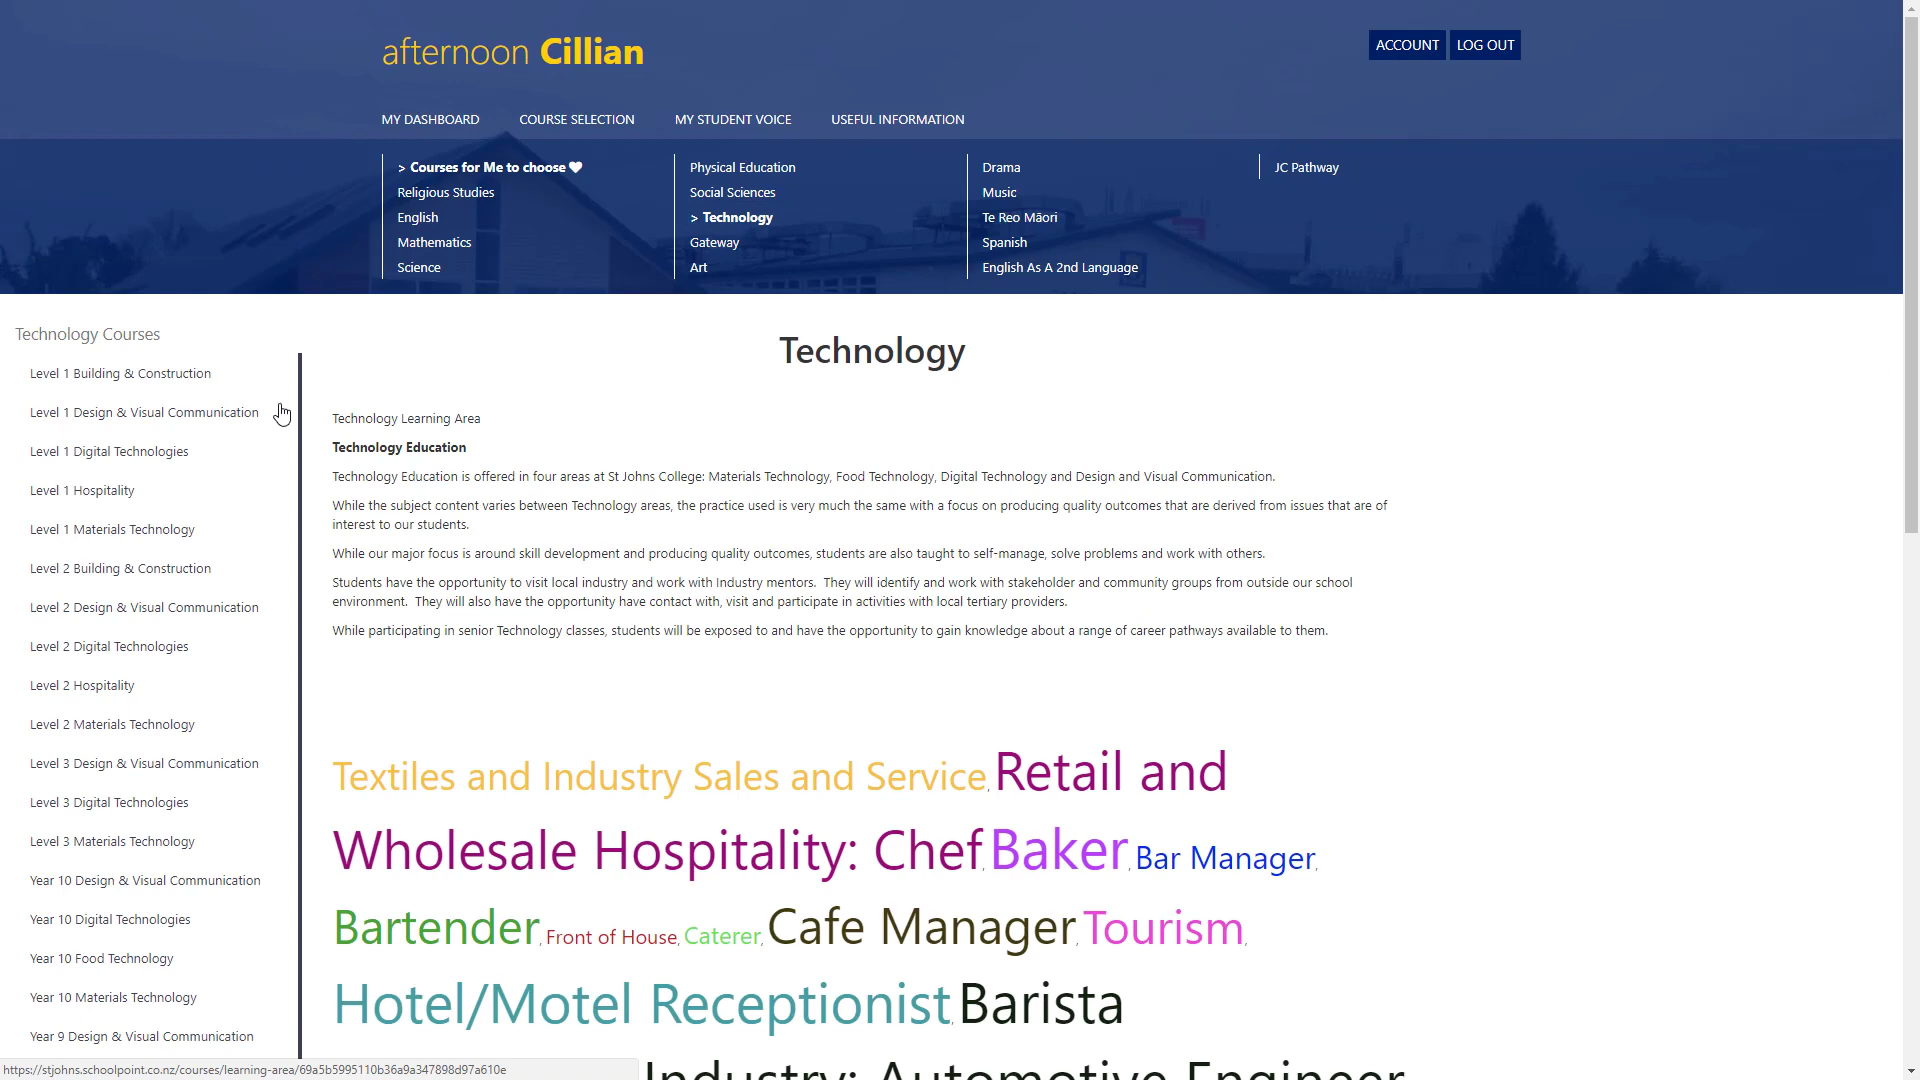 afternoon Cillian
ACCOUNT
LOG OUT
MY DASHBOARD
COURSE SELECTION
MY STUDENT VOICE
USEFUL INFORMATION
> Courses for Me to choose
Religious Studies
English
Mathematics
Science
Physical Education
Social Sciences
> Technology
Gateway
Art
Drama
Music
Te Reo Māori
Spanish
English As A 2nd Language
JC Pathway
Technology Courses
Level 1 Building & Construction
Level 1 Design & Visual Communication
Level 1 Digital Technologies
Level 1 Hospitality
Level 1 Materials Technology
Level 2 Building & Construction
Level 2 Design & Visual Communication
Level 2 Digital Technologies
Level 2 Hospitality
Level 2 Materials Technology
Level 3 Design & Visual Communication
Level 3 Digital Technologies
Level 3 Materials Technology
Year 10 Design & Visual Communication
Year 10 Digital Technologies
Year 10 Food Technology
Year 10 Materials Technology
Year 9 Design & Visual Communication
Technology
Technology Learning Area
Technology Education
Technology Education is offered in four areas at St Johns College: Materials Technology, Food Technology, Digital Technology and Design and Visual Communication.
While the subject content varies between Technology areas, the practice used is very much the same with a focus on producing quality outcomes that are derived from issues that are of
interest to our students.
While our major focus is around skill development and producing quality outcomes, students are also taught to self-manage, solve problems and work with others.
Students have the opportunity to visit local industry and work with Industry mentors.  They will identify and work with stakeholder and community groups from outside our school
environment.  They will also have the opportunity have contact with, visit and participate in activities with local tertiary providers.
While participating in senior Technology classes, students will be exposed to and have the opportunity to gain knowledge about a range of career pathways available to them.
Textiles and Industry Sales and Service, Retail and
Wholesale Hospitality: Chef, Baker, Bar Manager,
Bartender, Front of House, Caterer, Cafe Manager, Tourism,
Hotel/Motel Receptionist, Barista
Industry: Automotive Engineer
https://stjohns.schoolpoint.co.nz/courses/learning-area/69a5b5995110b36a9a347898d97a610e